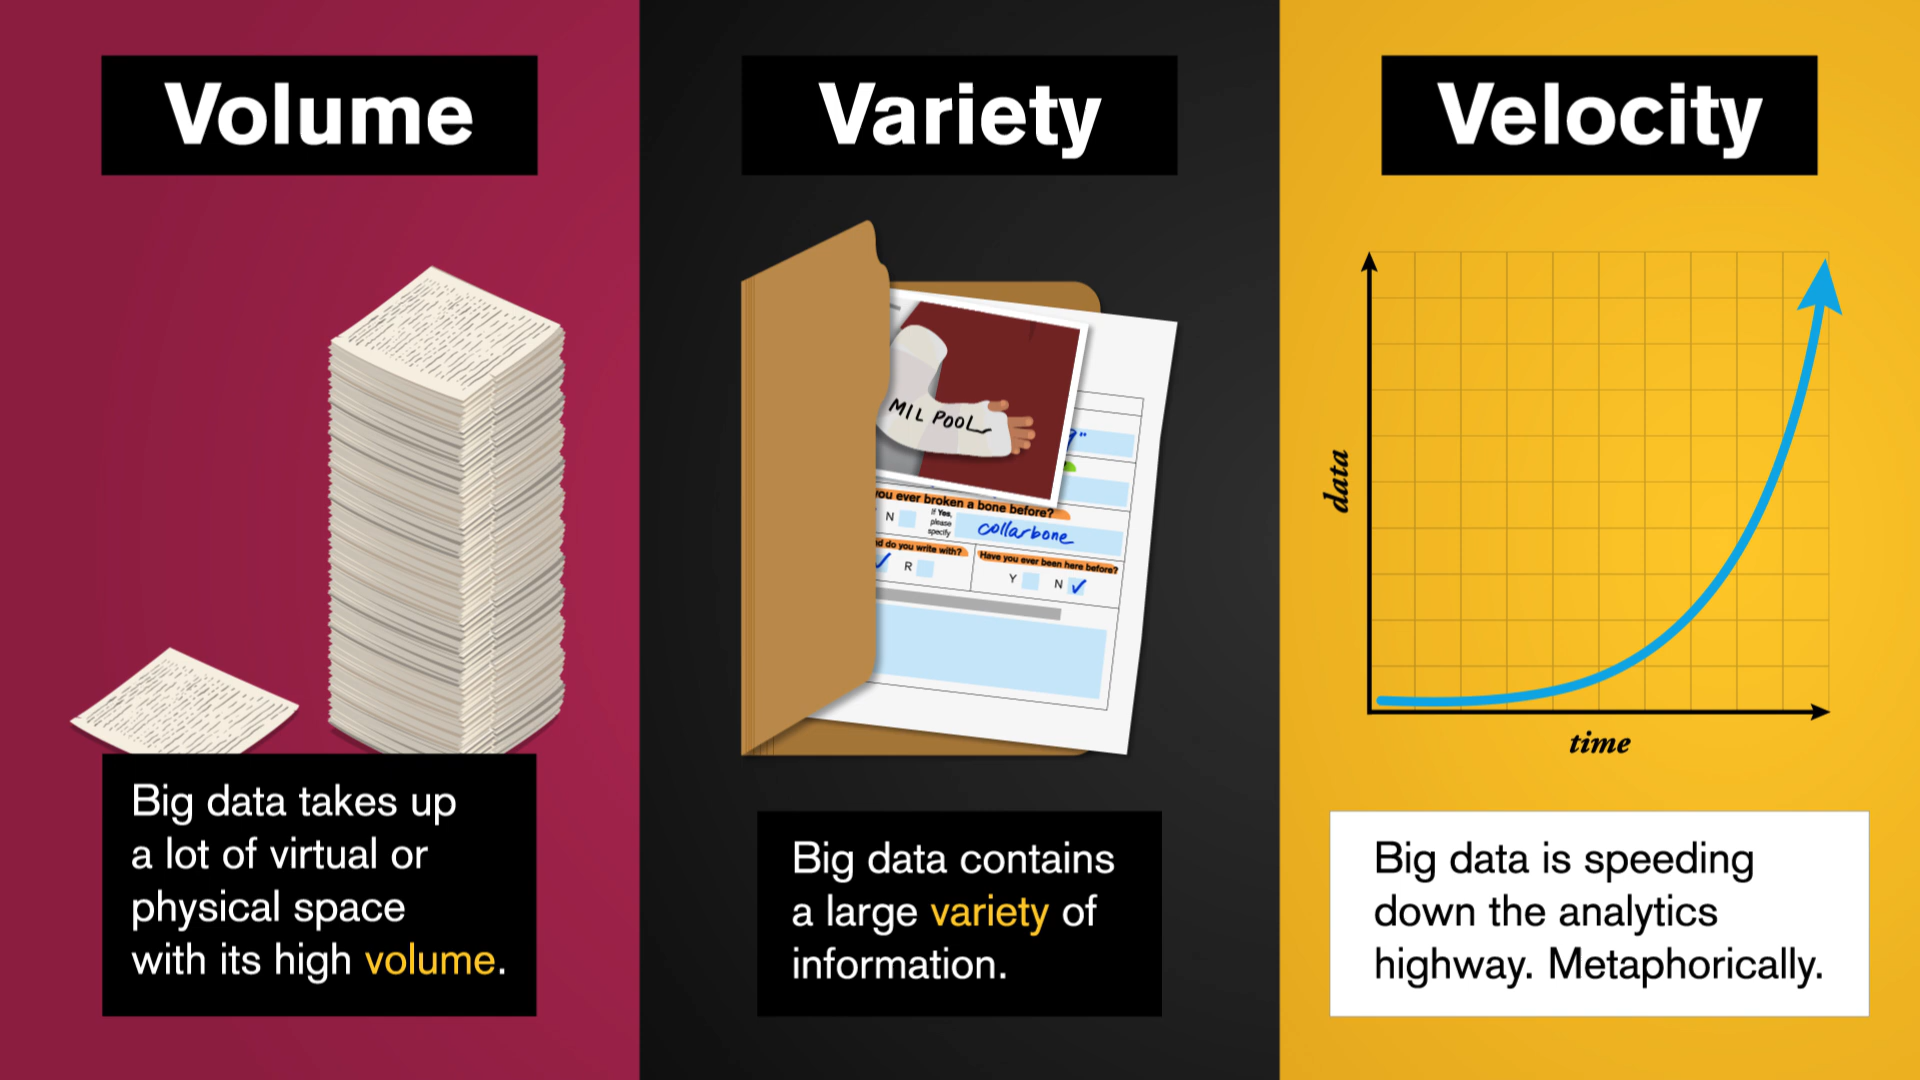 Volume
Big data takes up
a lot of virtual or
physical space
with its high volume.
Variety
MIL POOL
9"
you ever broken a bone before?
N
If Yes,
please
specify
collarbone
do you write with?
R
Have you ever been here before?
Y N
Big data contains
a large variety of
information.
Velocity
data
time
Big data is speeding
down the analytics
highway. Metaphorically.